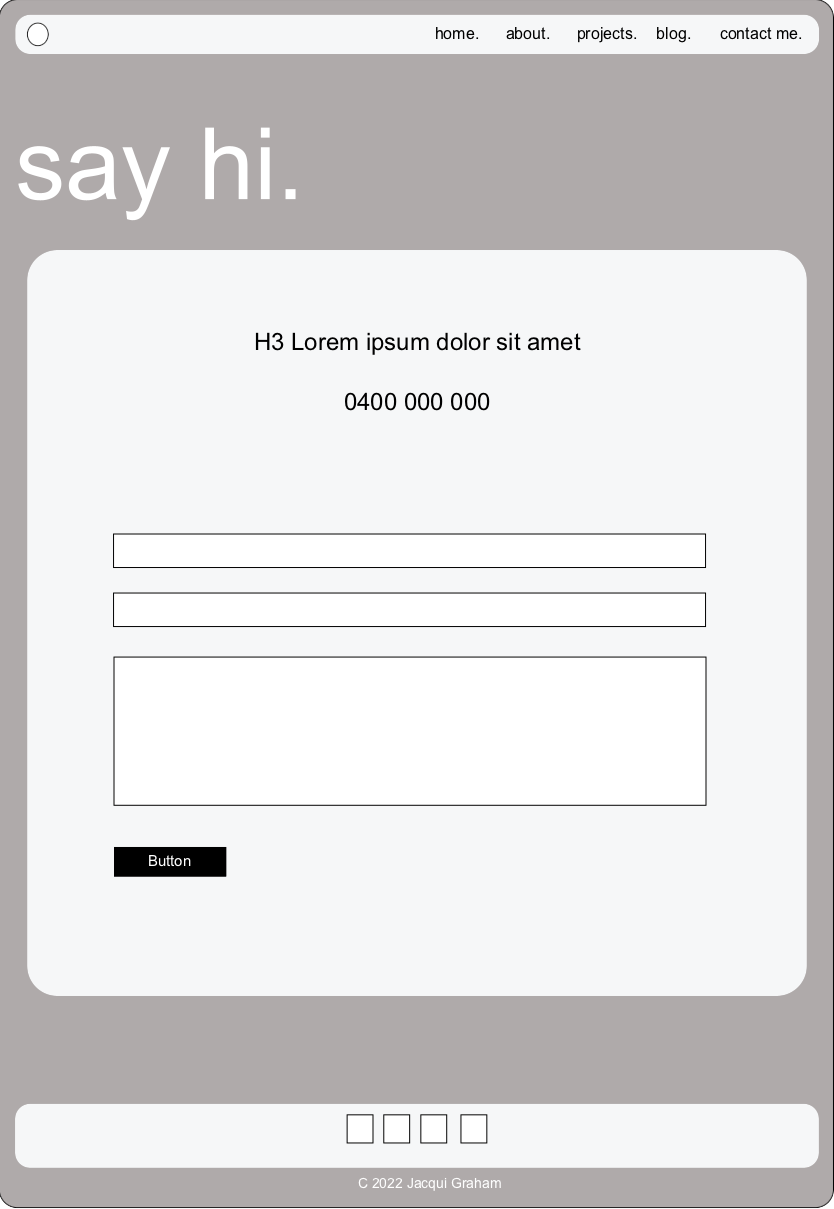 home. about. projects. blog. contact me.
say hi.
H3 Lorem ipsum dolor sit amet
0400 000 000
Button
C 2022 Jacqui Graham